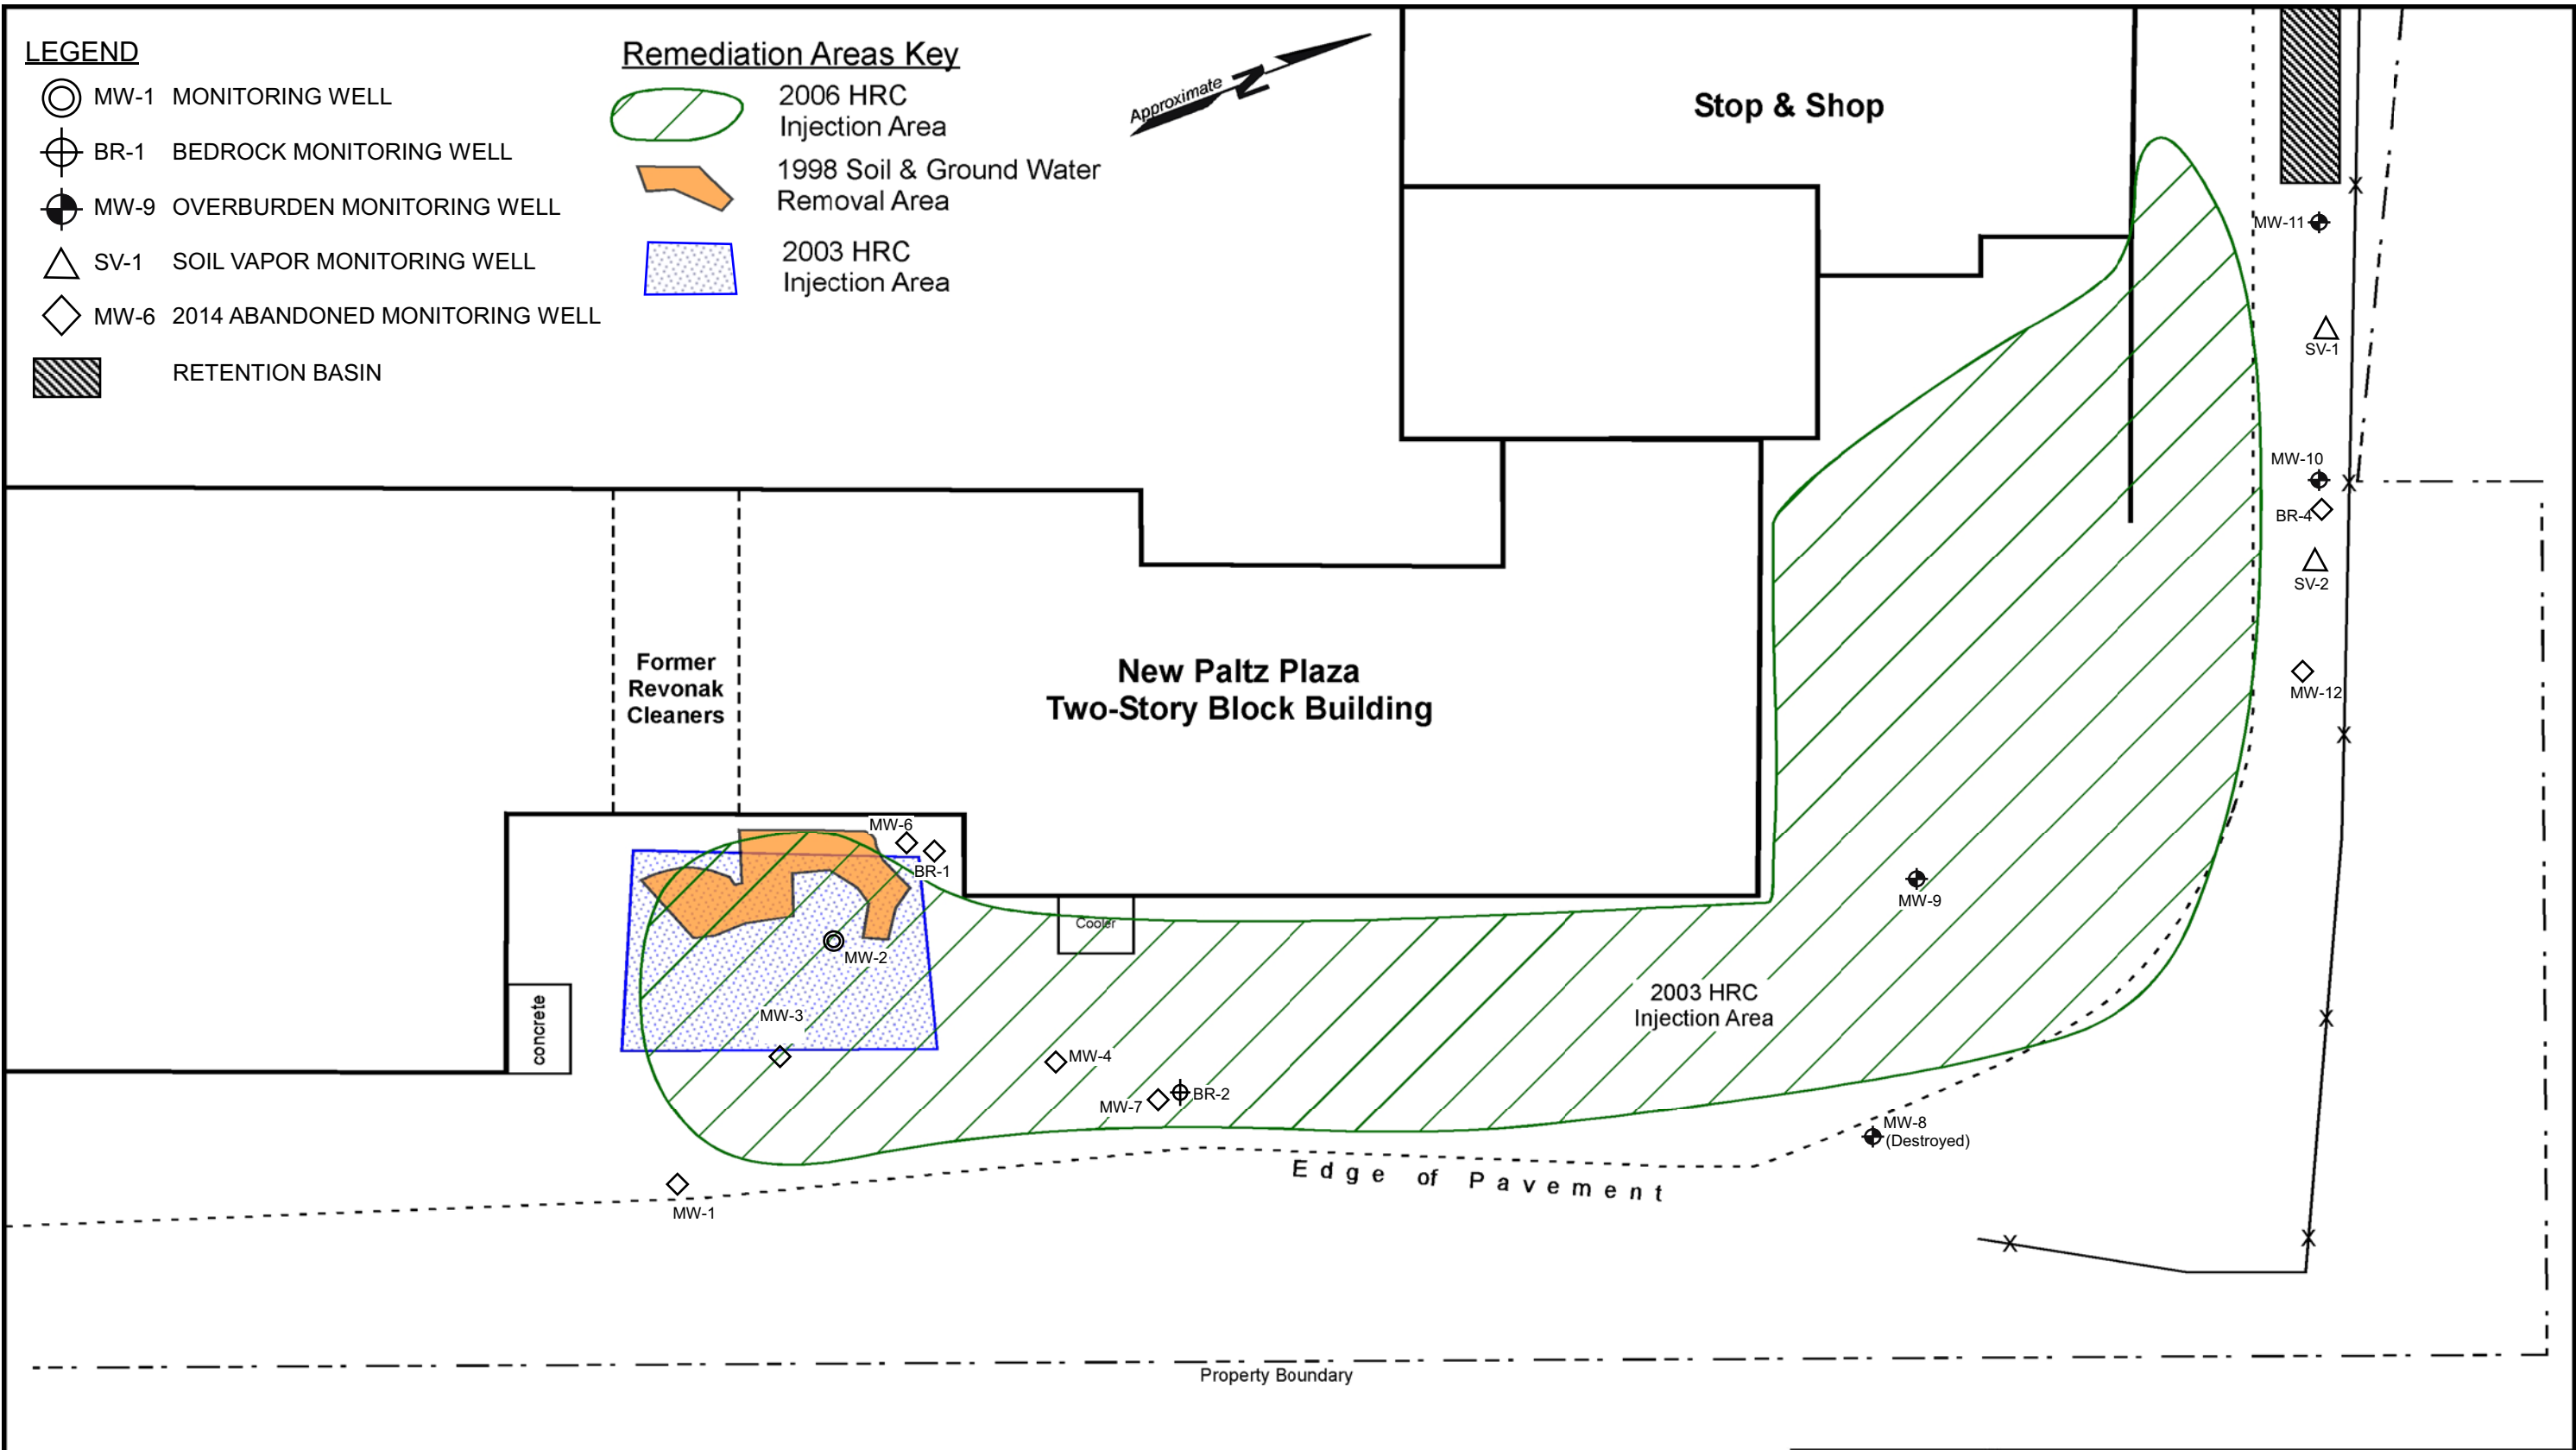 LEGEND
MW-1 MONITORING WELL
BR-1 BEDROCK MONITORING WELL
MW-9 OVERBURDEN MONITORING WELL
SV-1 SOIL VAPOR MONITORING WELL
MW-6 2014 ABANDONED MONITORING WELL
RETENTION BASIN
Remediation Areas Key
2006 HRC
Injection Area
1998 Soil & Ground Water
Removal Area
2003 HRC
Injection Area
Approximate N
Stop & Shop
MW-11
SV-1
MW-10
BR-4
SV-2
MW-12
Former
Revonak
Cleaners
New Paltz Plaza
Two-Story Block Building
MW-6
BR-1
MW-9
Cooler
MW-2
concrete
MW-3
2003 HRC
Injection Area
MW-4
MW-7
BR-2
MW-8
(Destroyed)
Edge of Pavement
MW-1
X
X
X
X
X
X
Property Boundary